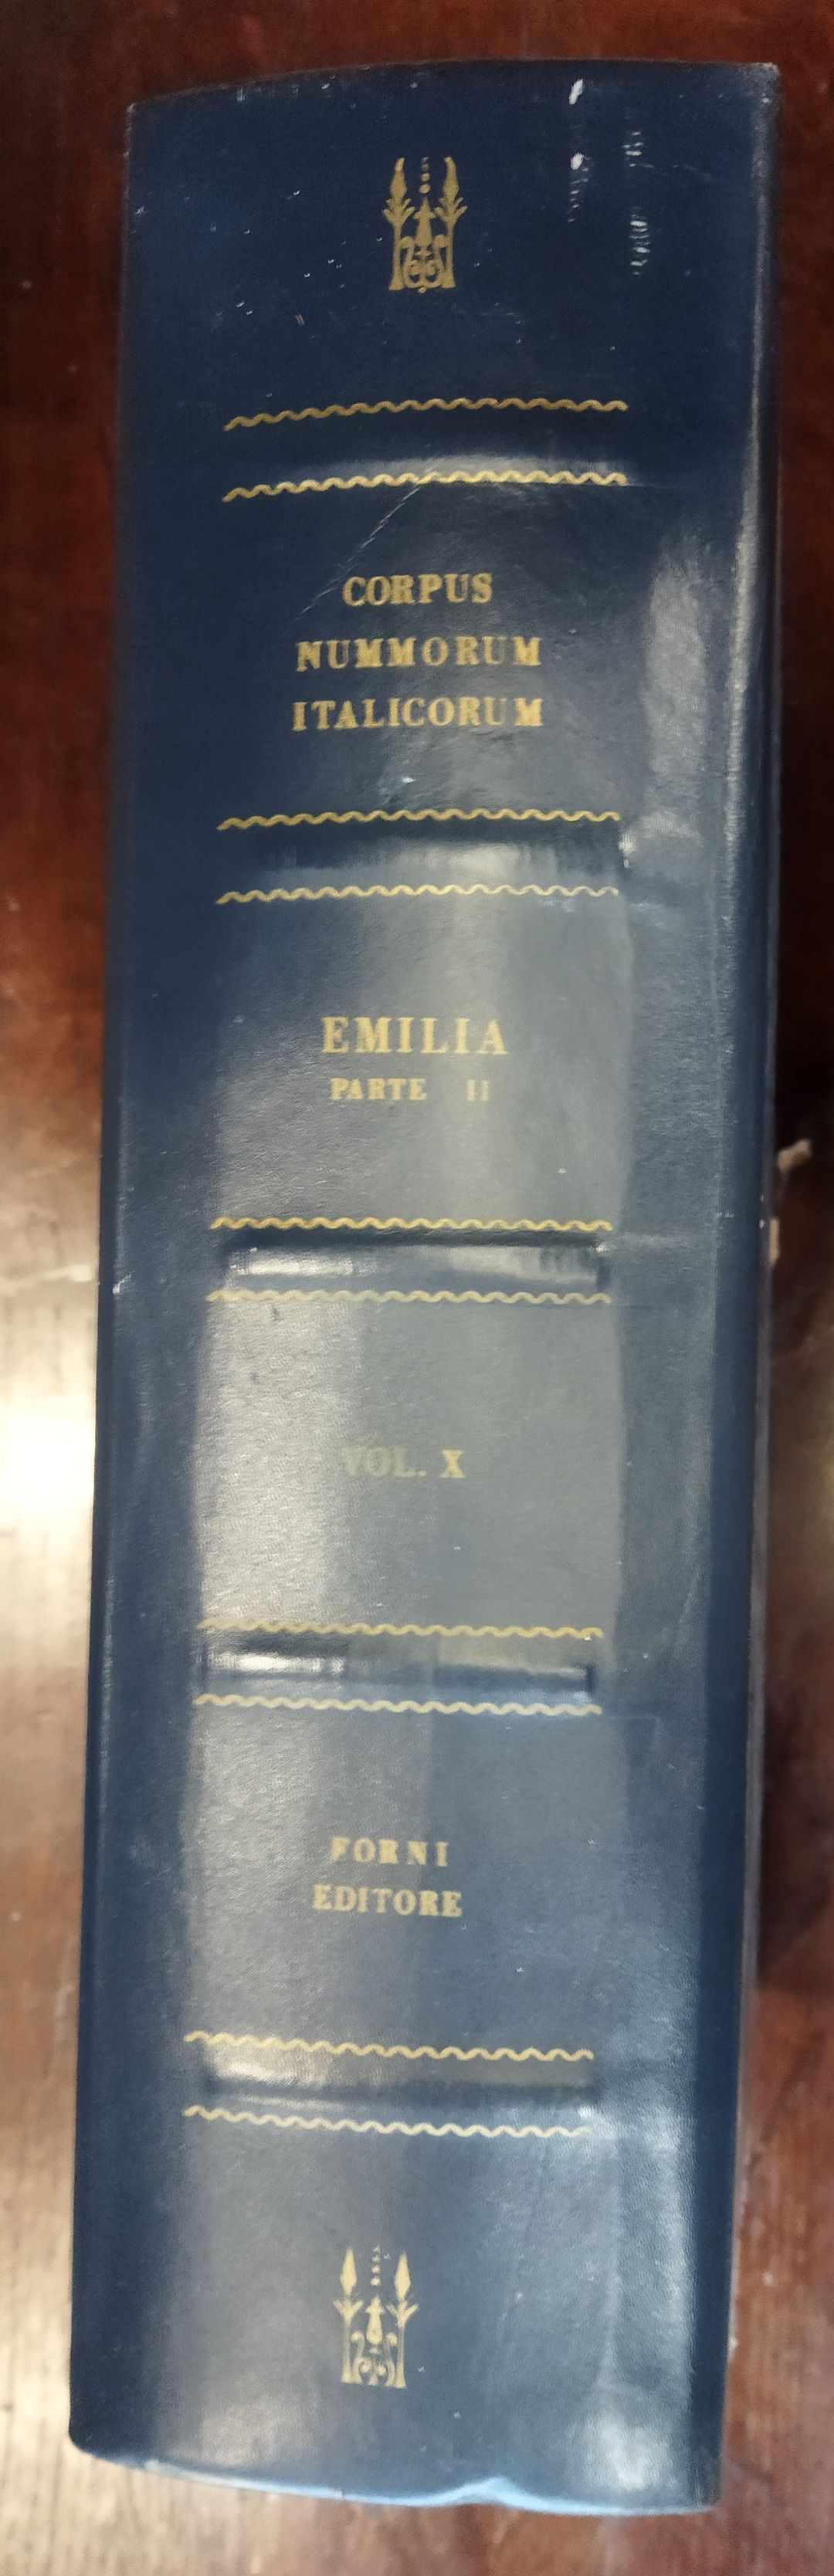 CORPUS
NUMMORUM
ITALICORUM
EMILIA
PARTE II
VOL. X
FORNI
EDITORE